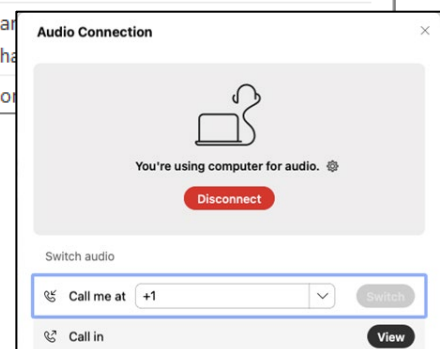 Audio Connection
You're using computer for audio.
Disconnect
Switch audio
Call me at +1 Switch
Call in View